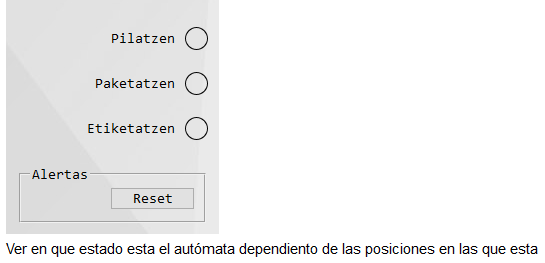 Pilatzen
Paketatzen
Etiketatzen
Alertas
Reset
Ver en que estado esta el autómata dependiento de las posiciones en las que esta